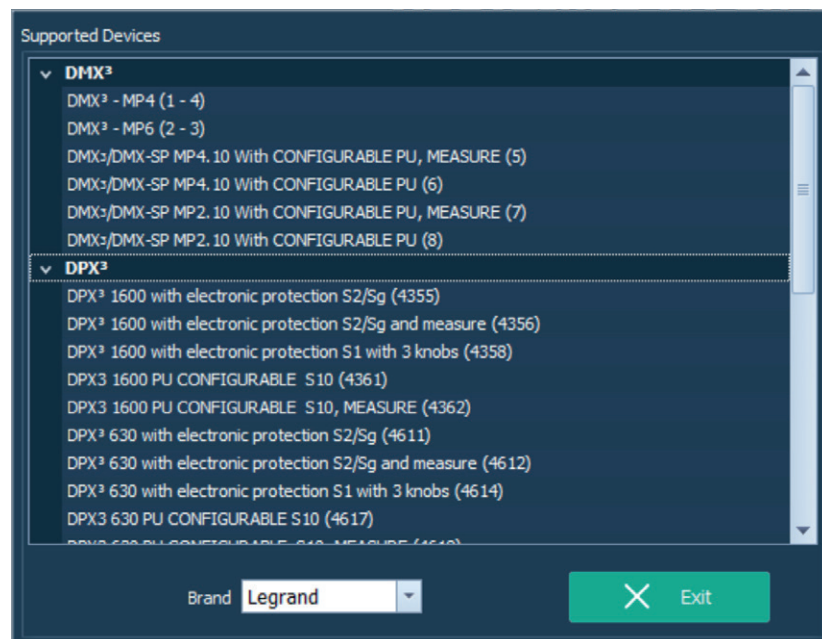 Supported Devices
DMX³
DMX³ - MP4 (1 - 4)
DMX³ - MP6 (2 - 3)
DMX³/DMX-SP MP4.10 With CONFIGURABLE PU, MEASURE (5)
DMX³/DMX-SP MP4.10 With CONFIGURABLE PU (6)
DMX³/DMX-SP MP2.10 With CONFIGURABLE PU, MEASURE (7)
DMX³/DMX-SP MP2.10 With CONFIGURABLE PU (8)
DPX³
DPX³ 1600 with electronic protection S2/Sg (4355)
DPX³ 1600 with electronic protection S2/Sg and measure (4356)
DPX³ 1600 with electronic protection S1 with 3 knobs (4358)
DPX3 1600 PU CONFIGURABLE  S10 (4361)
DPX3 1600 PU CONFIGURABLE  S10, MEASURE (4362)
DPX³ 630 with electronic protection S2/Sg (4611)
DPX³ 630 with electronic protection S2/Sg and measure (4612)
DPX³ 630 with electronic protection S1 with 3 knobs (4614)
DPX3 630 PU CONFIGURABLE S10 (4617)
Brand Legrand
Exit